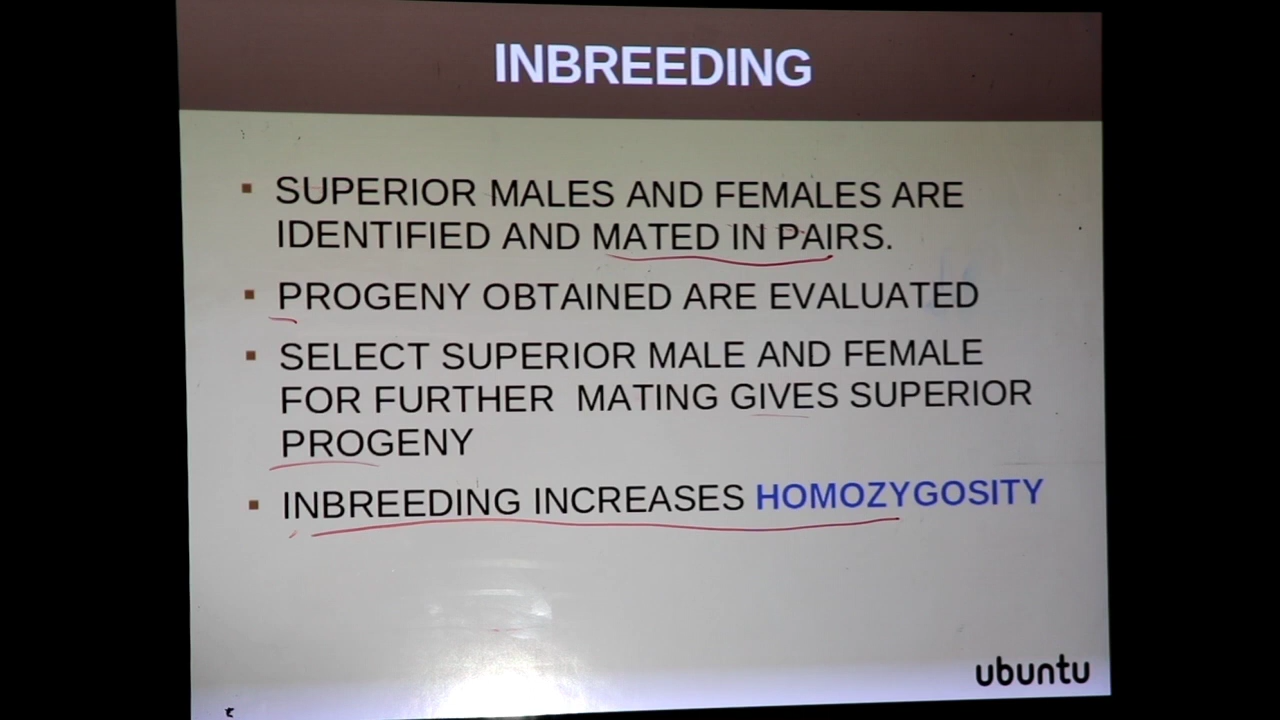 INBREEDING
SUPERIOR MALES AND FEMALES ARE
IDENTIFIED AND MATED IN PAIRS.
PROGENY OBTAINED ARE EVALUATED
SELECT SUPERIOR MALE AND FEMALE
FOR FURTHER MATING GIVES SUPERIOR
PROGENY
INBREEDING INCREASES HOMOZYGOSITY
ubuntu